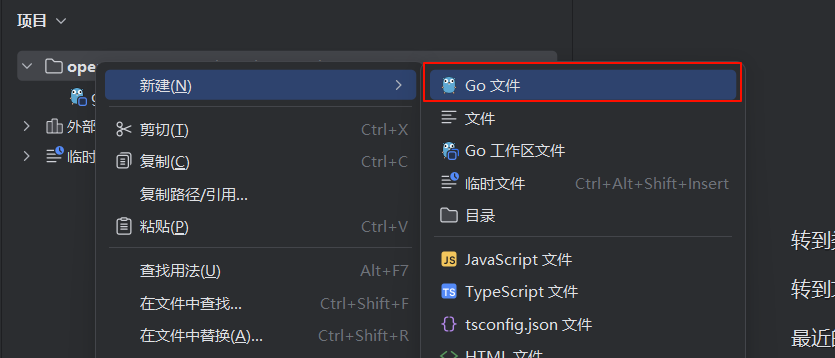 项目
ope
新建(N)
剪切(T) Ctrl+X
复制(C) Ctrl+C
复制路径/引用...
粘贴(P) Ctrl+V
查找用法(U) Alt+F7
在文件中查找... Ctrl+Shift+F
在文件中替换(A)... Ctrl+Shift+R
g
外部
临时
Go 文件
文件
Go 工作区文件
临时文件 Ctrl+Alt+Shift+Insert
目录
JavaScript 文件
TypeScript 文件
tsconfig.json 文件
HTML 文件
转到
转到
最近